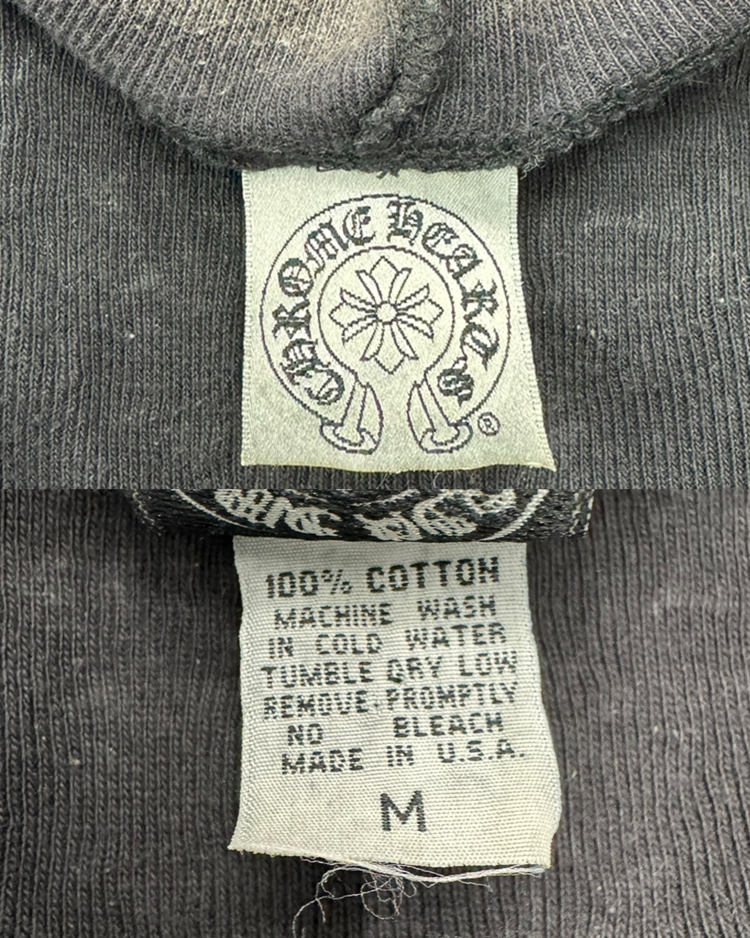 CHROME HEARTS
®
100% COTTON
MACHINE WASH
IN COLD WATER
TUMBLE DRY LOW
REMOVE PROMPTLY
NO BLEACH
MADE IN U.S.A.
M